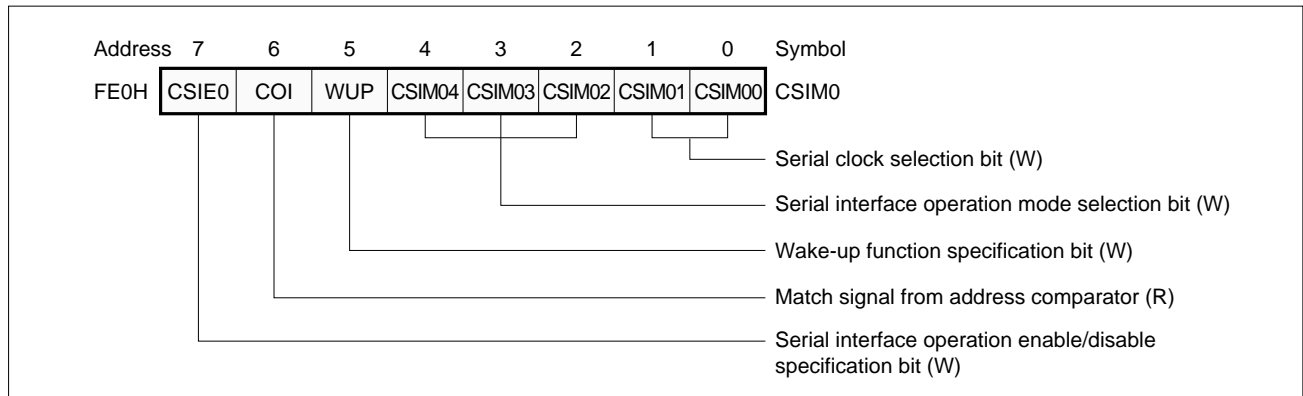 Address 7 6 5 4 3 2 1 0 Symbol
FE0H CSIE0 COI WUP CSIM04 CSIM03 CSIM02 CSIM01 CSIM00 CSIM0
Serial clock selection bit (W)
Serial interface operation mode selection bit (W)
Wake-up function specification bit (W)
Match signal from address comparator (R)
Serial interface operation enable/disable
specification bit (W)